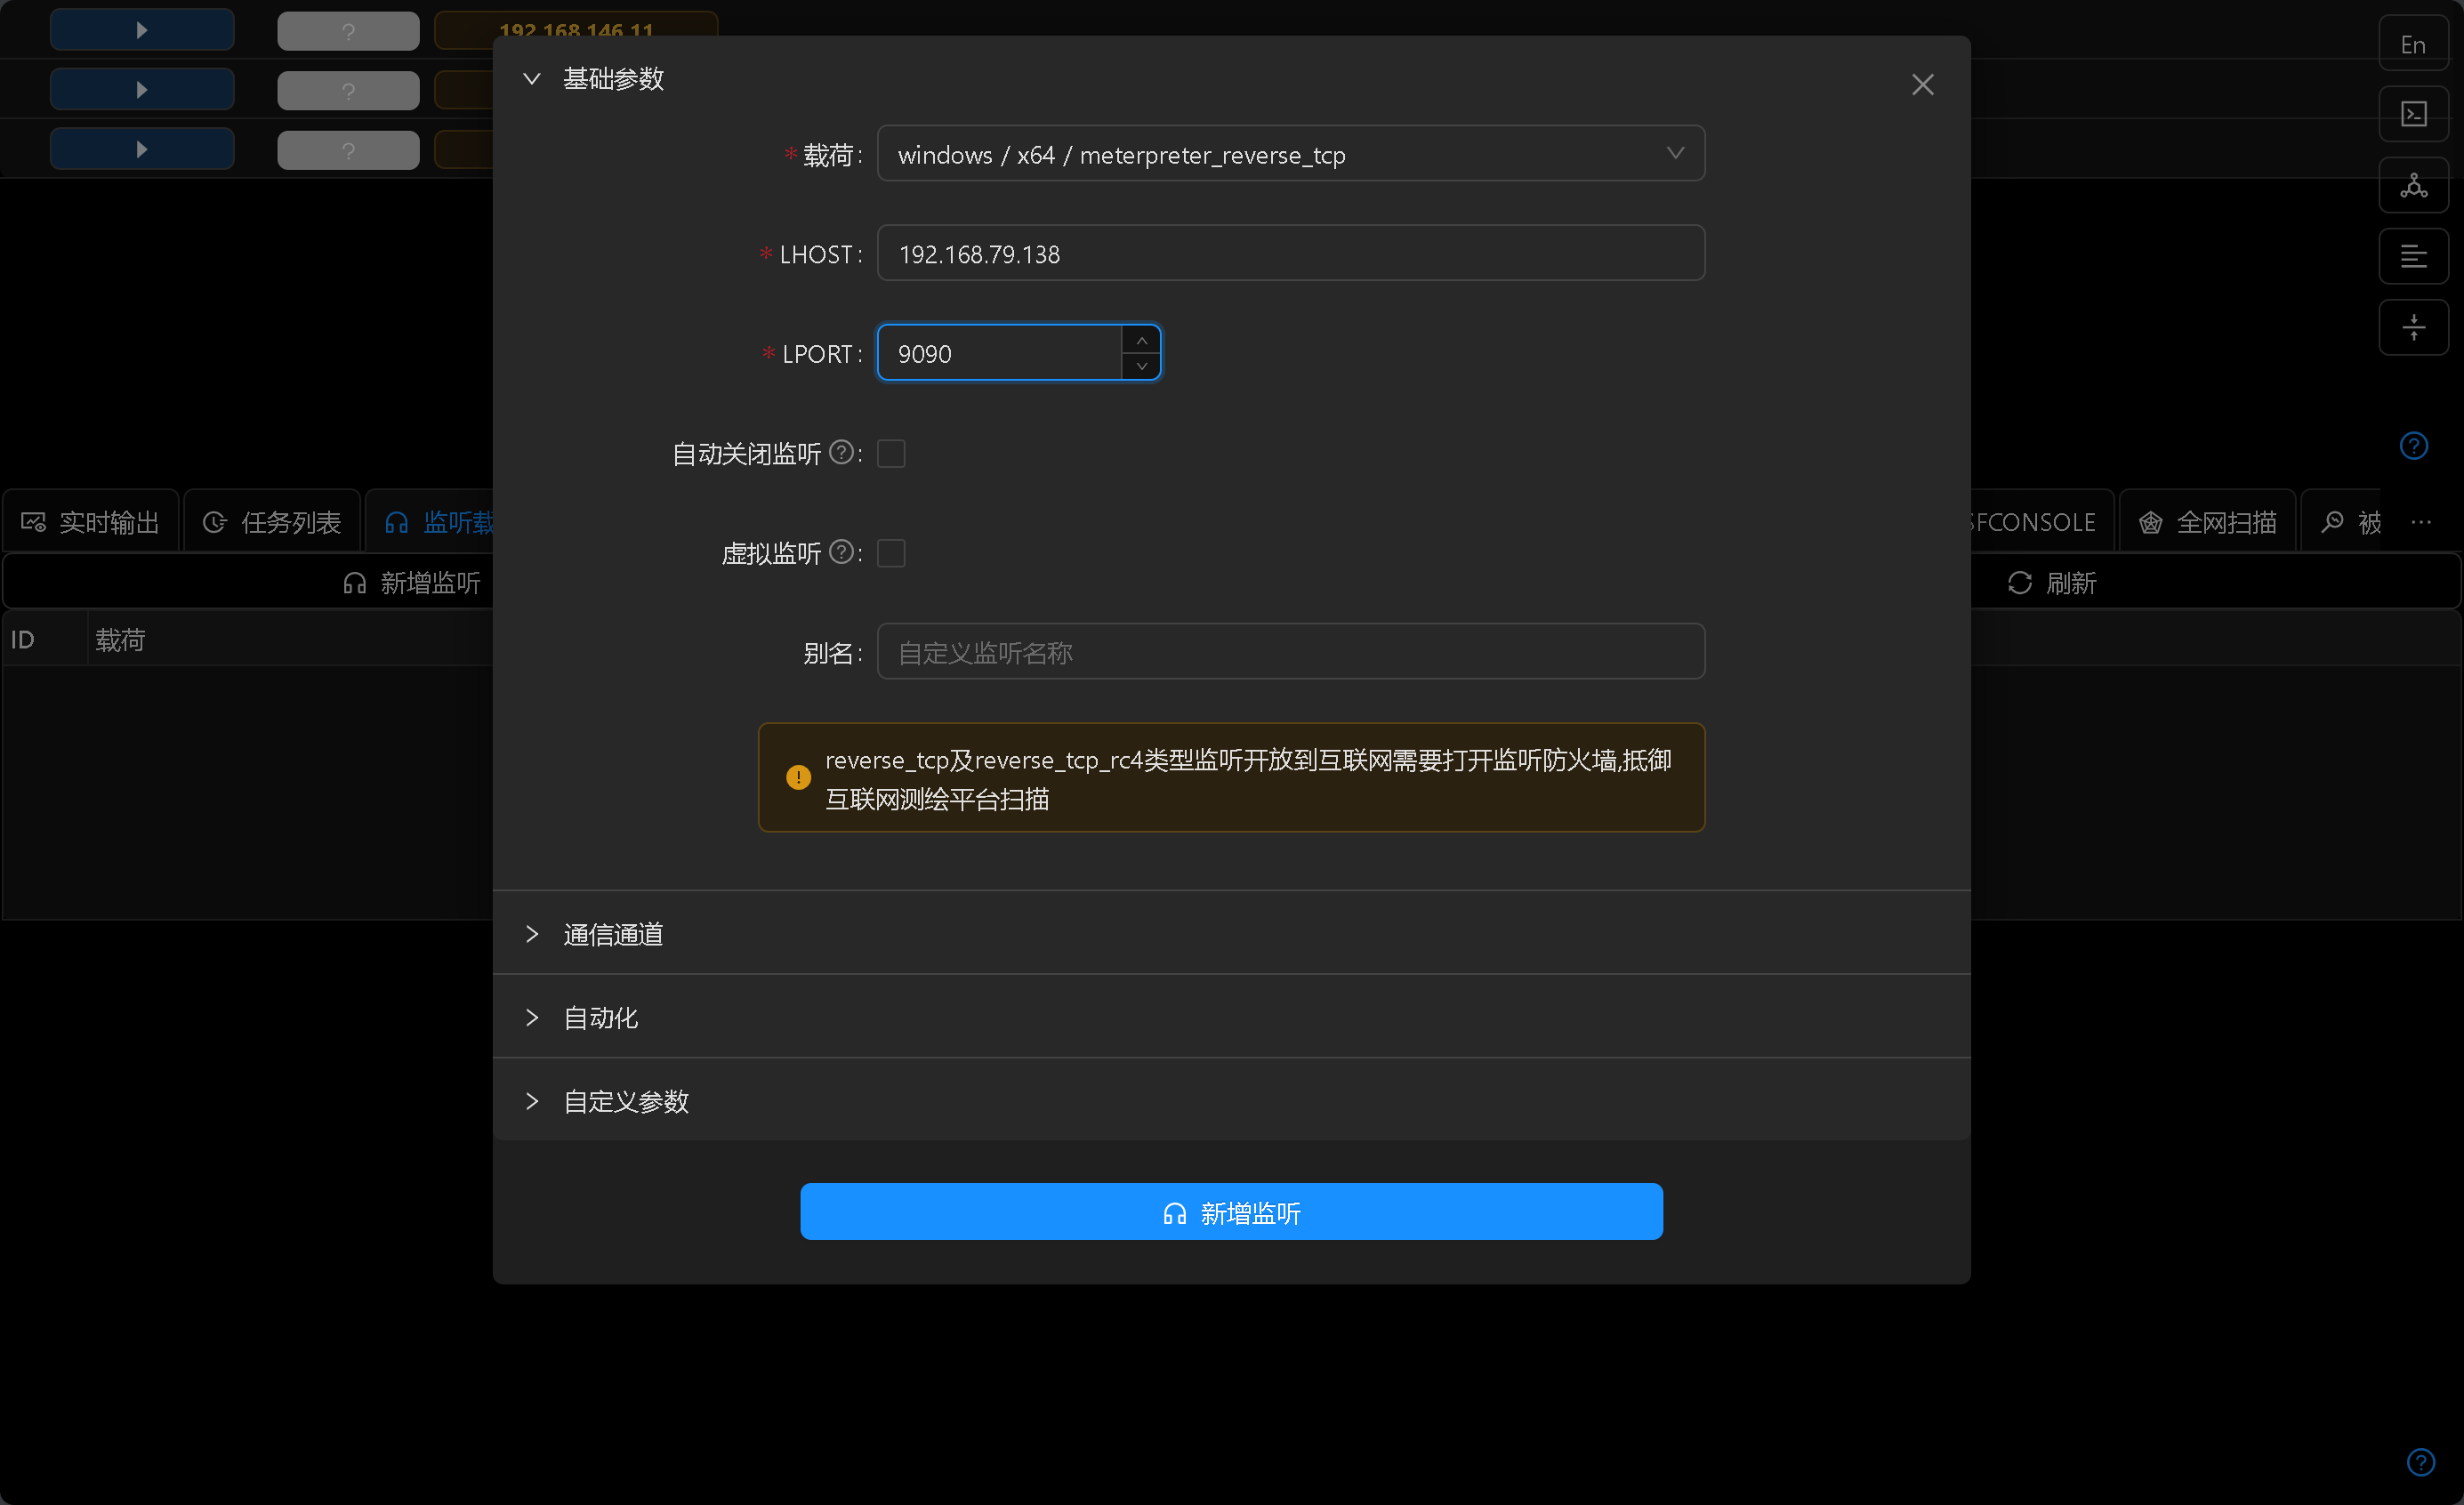 192.168.146.11
En
基础参数
* 载荷: windows / x64 / meterpreter_reverse_tcp
* LHOST: 192.168.79.138
* LPORT: 9090
自动关闭监听 ? :
虚拟监听 ? :
别名: 自定义监听名称
reverse_tcp及reverse_tcp_rc4类型监听开放到互联网需要打开监听防火墙,抵御
互联网测绘平台扫描
通信通道
自动化
自定义参数
新增监听
实时输出 任务列表 监听载 SFCONSOLE 全网扫描 被 ...
新增监听 刷新
ID 载荷